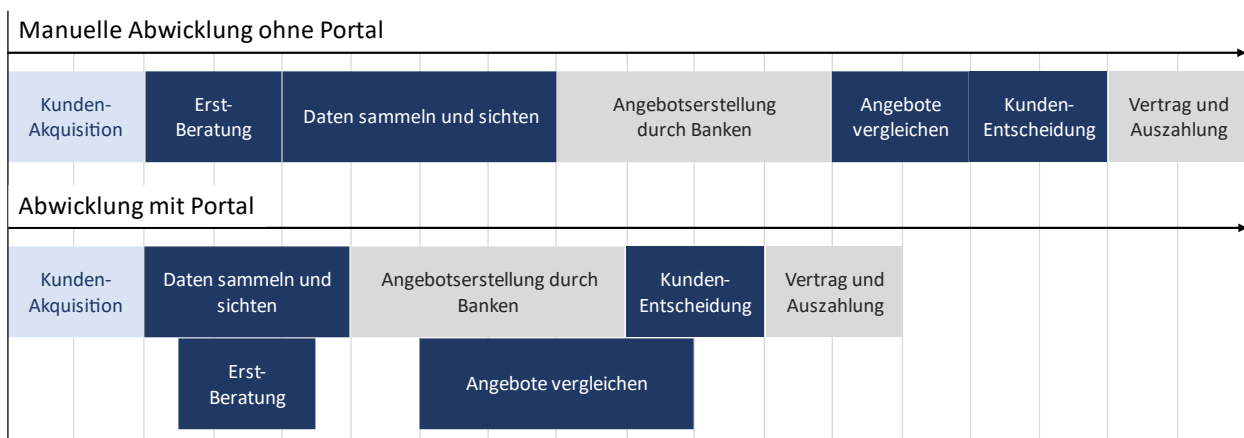 Manuelle Abwicklung ohne Portal
Kunden-
Akquisition
Erst-
Beratung
Daten sammeln und sichten
Angebotserstellung
durch Banken
Angebote
vergleichen
Kunden-
Entscheidung
Vertrag und
Auszahlung
Abwicklung mit Portal
Kunden-
Akquisition
Daten sammeln und
sichten
Angebotserstellung durch
Banken
Kunden-
Entscheidung
Vertrag und
Auszahlung
Erst-
Beratung
Angebote vergleichen